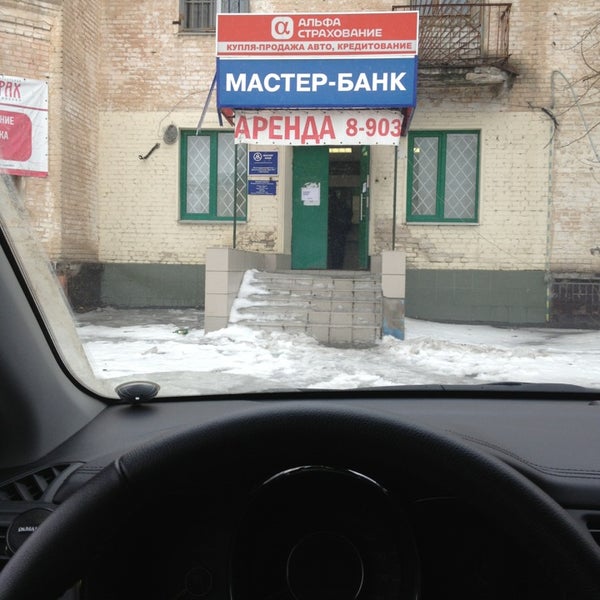 АЛЬФА
СТРАХОВАНИЕ
КУПЛЯ-ПРОДАЖА АВТО, КРЕДИТОВАНИЕ
МАСТЕР-БАНК
АРЕНДА 8-903
РАХ